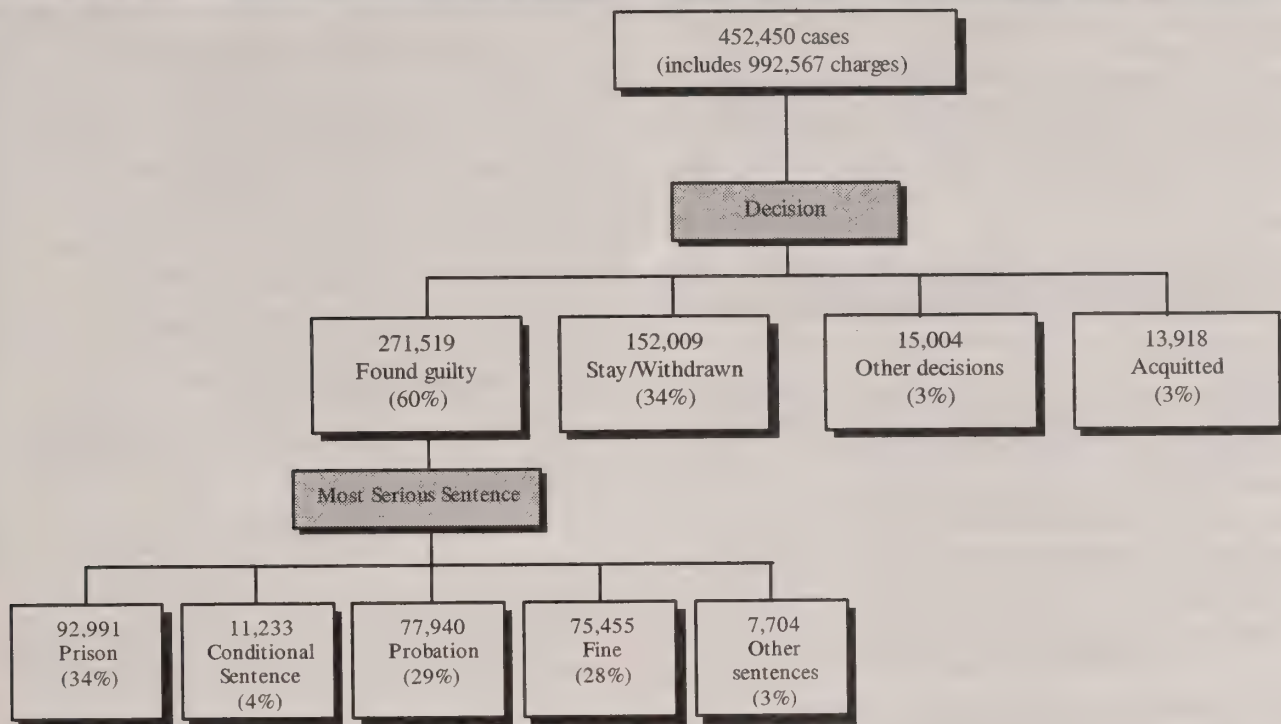 452,450 cases
(includes 992,567 charges)
Decision
271,519
Found guilty
(60%)
152,009
Stay/Withdrawn
(34%)
15,004
Other decisions
(3%)
13,918
Acquitted
(3%)
Most Serious Sentence
92,991
Prison
(34%)
11,233
Conditional
Sentence
(4%)
77,940
Probation
(29%)
75,455
Fine
(28%)
7,704
Other
sentences
(3%)